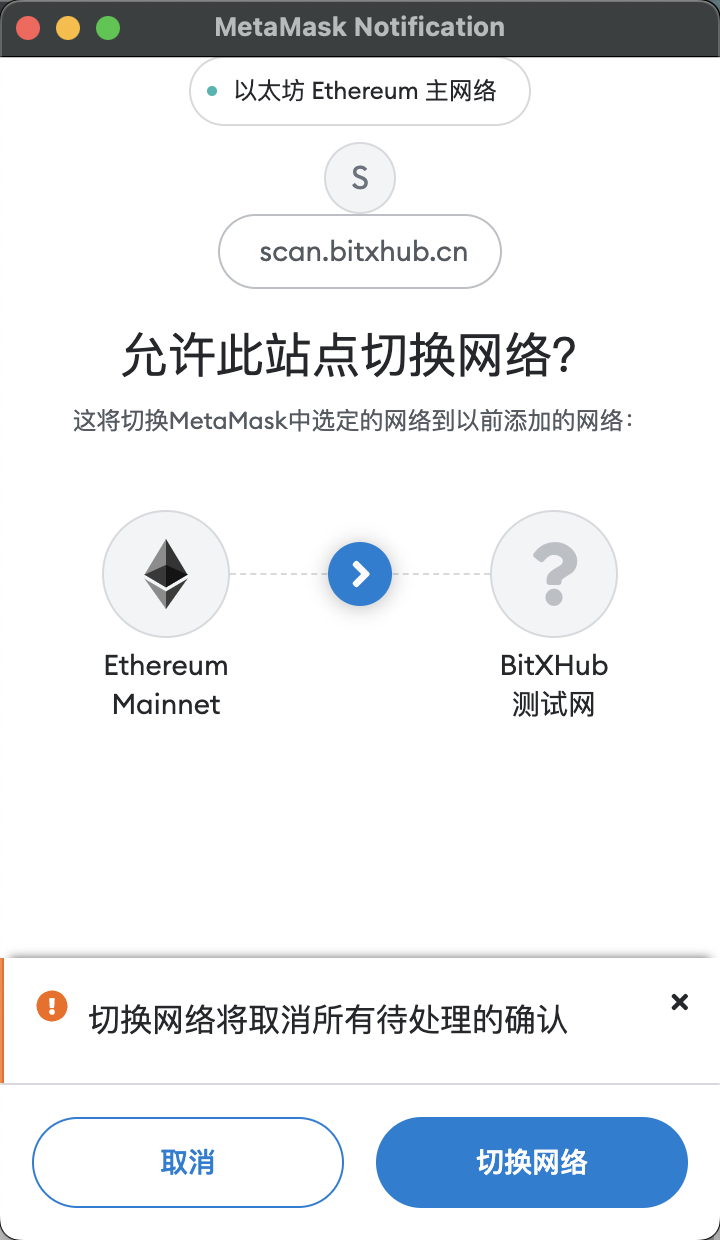 MetaMask Notification
以太坊 Ethereum 主网络
S
scan.bitxhub.cn
允许此站点切换网络?
这将切换MetaMask中选定的网络到以前添加的网络：
Ethereum
Mainnet
BitXHub
测试网
切换网络将取消所有待处理的确认
取消
切换网络